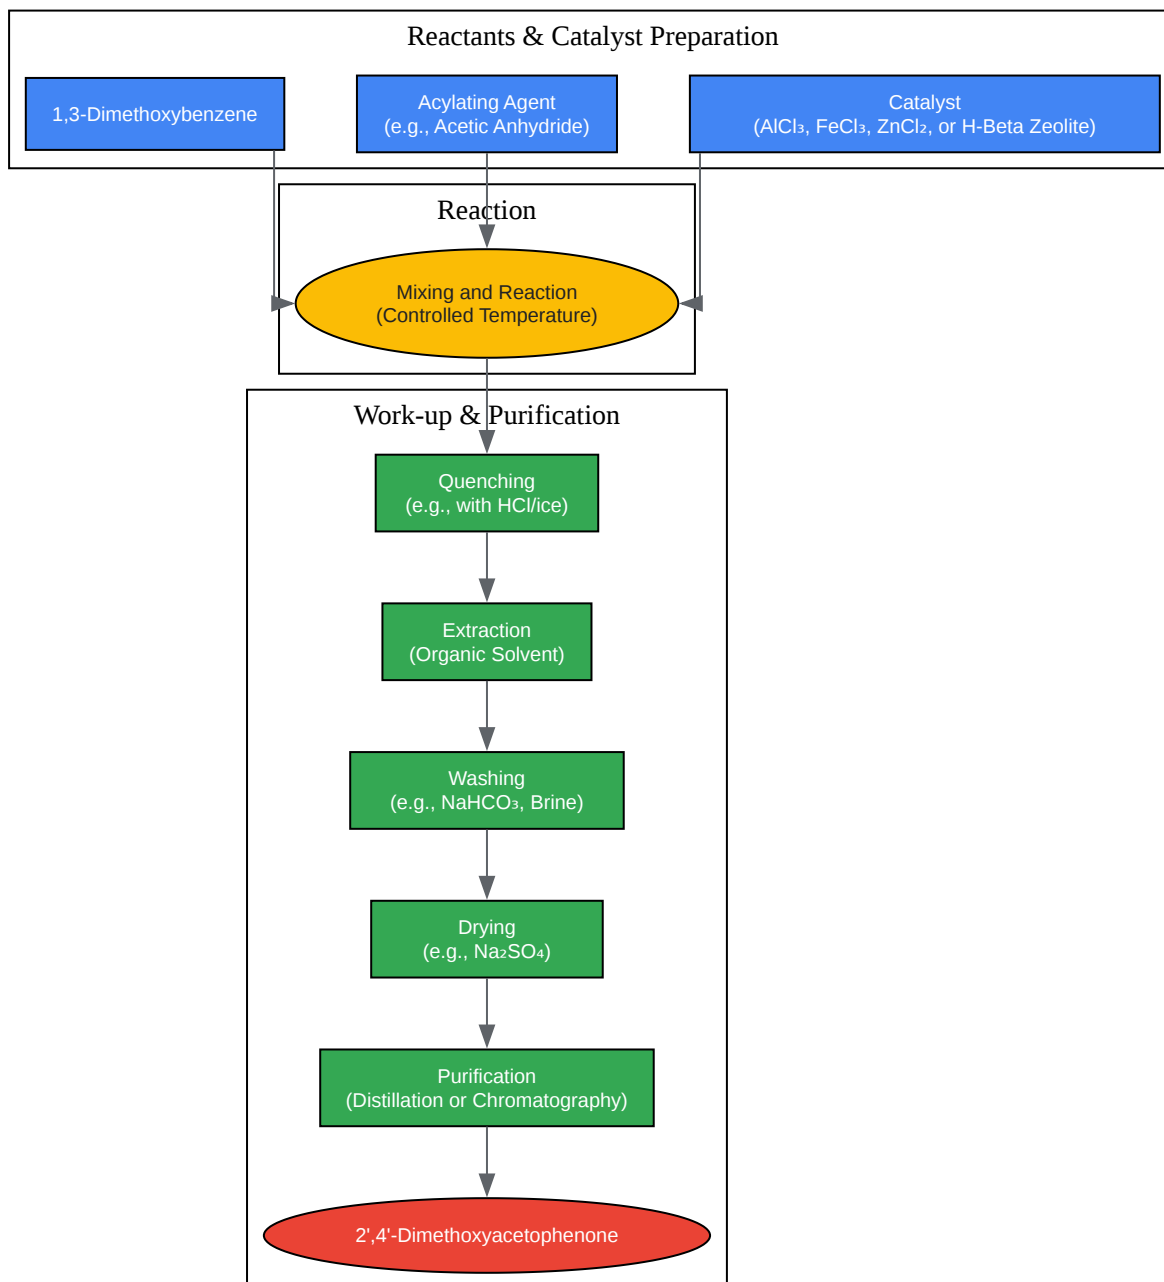 Reactants & Catalyst Preparation
1,3-Dimethoxybenzene
Acylating Agent
(e.g., Acetic Anhydride)
Catalyst
(AlCl₃, FeCl₃, ZnCl₂, or H-Beta Zeolite)
Reaction
Mixing and Reaction
(Controlled Temperature)
Work-up & Purification
Quenching
(e.g., with HCl/ice)
Extraction
(Organic Solvent)
Washing
(e.g., NaHCO₃, Brine)
Drying
(e.g., Na₂SO₄)
Purification
(Distillation or Chromatography)
2',4'-Dimethoxyacetophenone